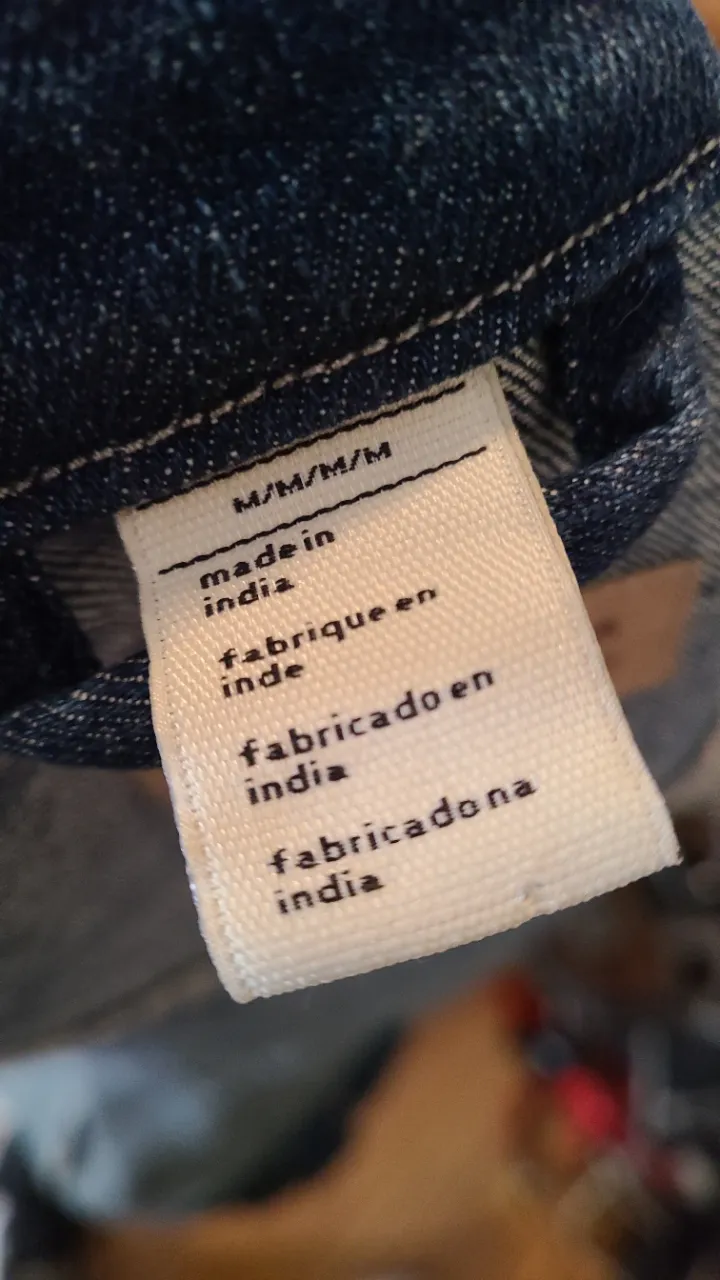 M/M/M/M
made in
india
fabrique en
inde
fabricado en
india
fabricado na
india